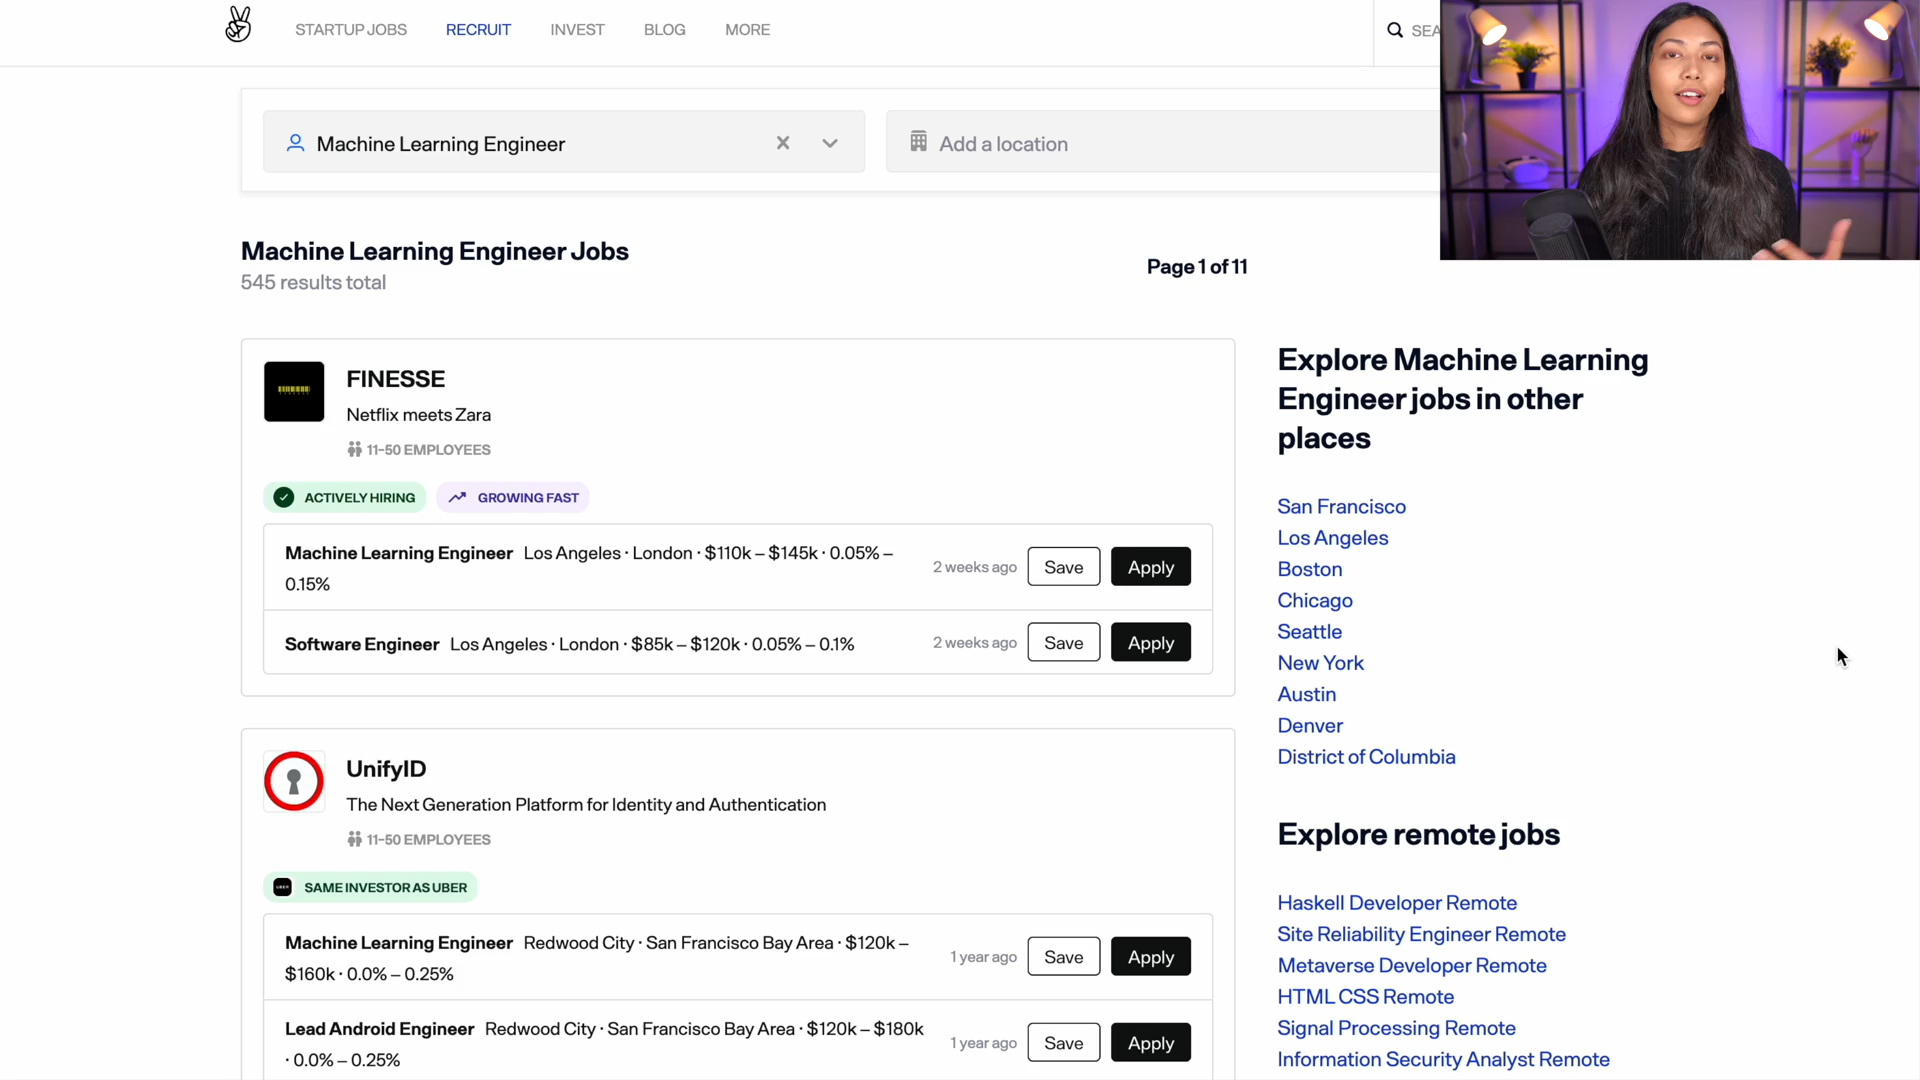 STARTUP JOBS
RECRUIT
INVEST
BLOG
MORE
SEA
Machine Learning Engineer
Add a location
Machine Learning Engineer Jobs
545 results total
Page 1 of 11
FINESSE
Netflix meets Zara
11-50 EMPLOYEES
ACTIVELY HIRING
GROWING FAST
Machine Learning Engineer Los Angeles · London · $110k – $145k · 0.05% –
0.15%
2 weeks ago
Save
Apply
Software Engineer Los Angeles · London · $85k – $120k · 0.05% – 0.1%
2 weeks ago
Save
Apply
UnifyID
The Next Generation Platform for Identity and Authentication
11-50 EMPLOYEES
SAME INVESTOR AS UBER
Machine Learning Engineer Redwood City · San Francisco Bay Area · $120k –
$160k · 0.0% – 0.25%
1 year ago
Save
Apply
Lead Android Engineer Redwood City · San Francisco Bay Area · $120k – $180k
· 0.0% – 0.25%
1 year ago
Save
Apply
Explore Machine Learning
Engineer jobs in other
places
San Francisco
Los Angeles
Boston
Chicago
Seattle
New York
Austin
Denver
District of Columbia
Explore remote jobs
Haskell Developer Remote
Site Reliability Engineer Remote
Metaverse Developer Remote
HTML CSS Remote
Signal Processing Remote
Information Security Analyst Remote